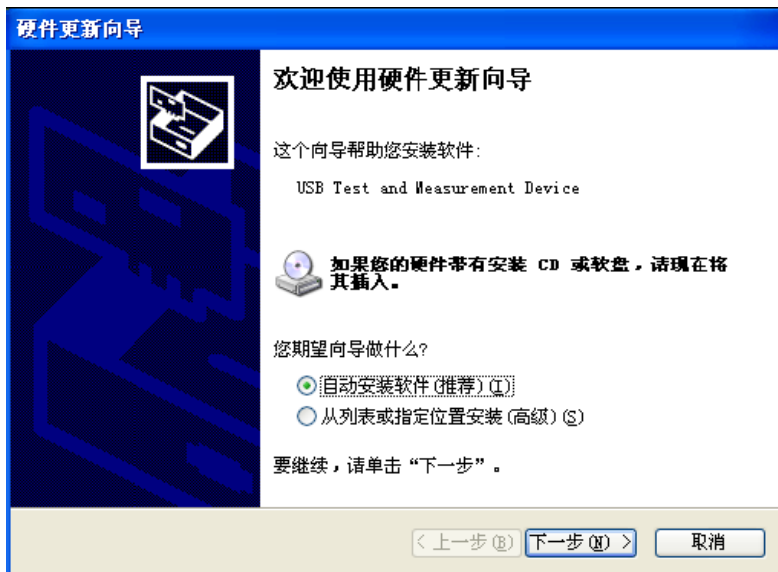 硬件更新向导
欢迎使用硬件更新向导
这个向导帮助您安装软件:
USB Test and Measurement Device
如果您的硬件带有安装 CD 或软盘，请现在将
其插入。
您期望向导做什么?
自动安装软件(推荐)(I)
从列表或指定位置安装(高级)(S)
要继续，请单击“下一步”。
< 上一步(B) 下一步(N) > 取消